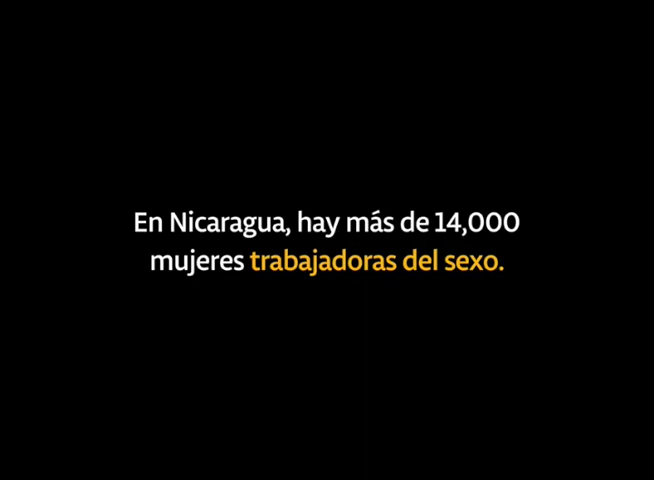 En Nicaragua, hay más de 14,000
mujeres trabajadoras del sexo.